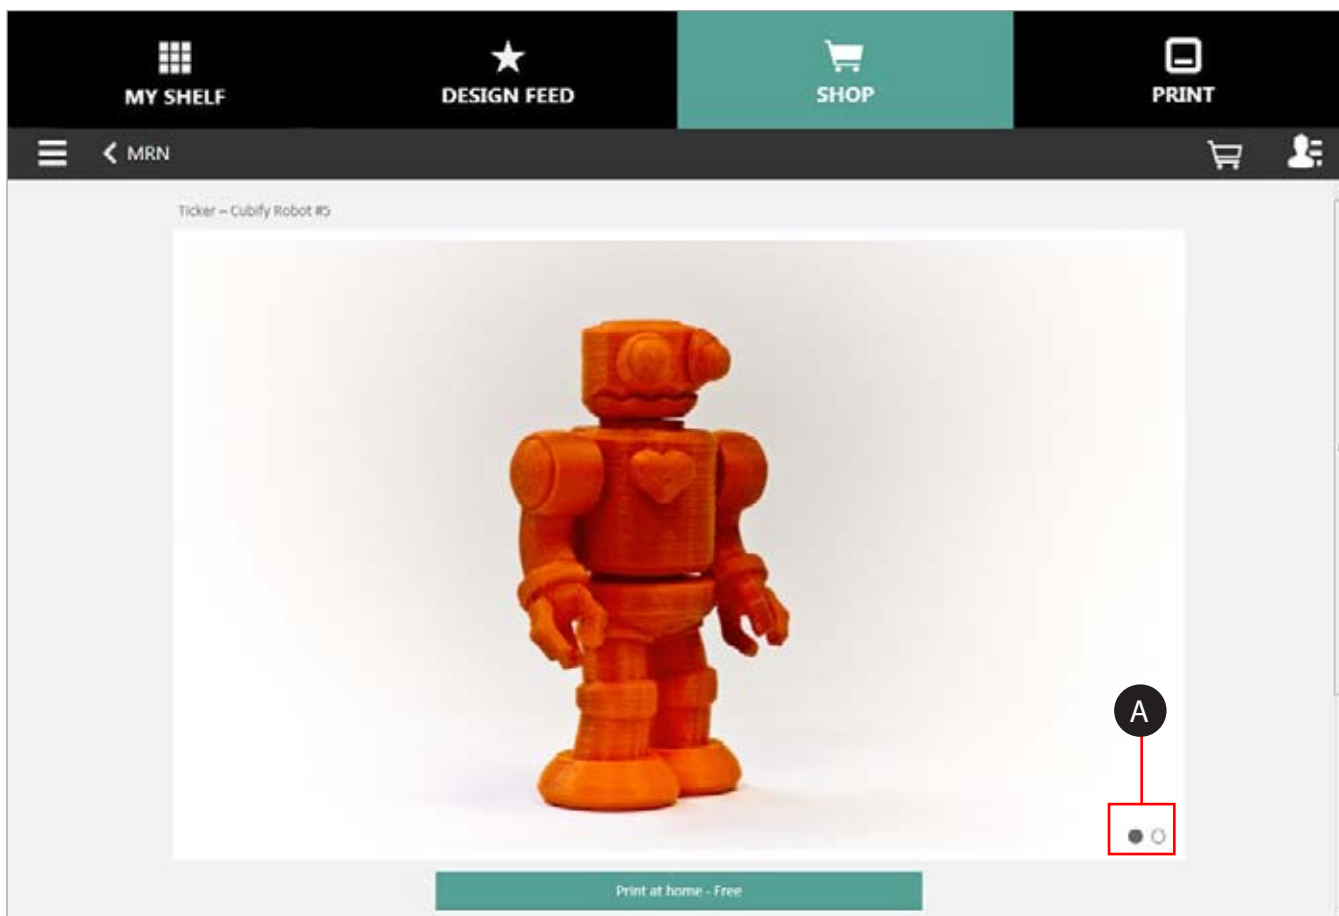 MY SHELF
DESIGN FEED
SHOP
PRINT
MRN
Ticker – Cubify Robot #5
A
Print at home - Free